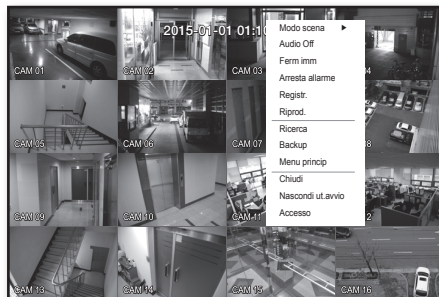 2015-01-01 01:10
CAM 01
CAM 02
CAM 03
CAM 05
CAM 06
CAM 07
CAM 09
CAM 10
CAM 11
CAM 13
CAM 14
CAM 15
CAM 16
Modo scena ▶
Audio Off
Ferm imm
Arresta allarme
Registr.
Riprod.
Ricerca
Backup
Menu princip
Chiudi
Nascondi ut.avvio
Accesso